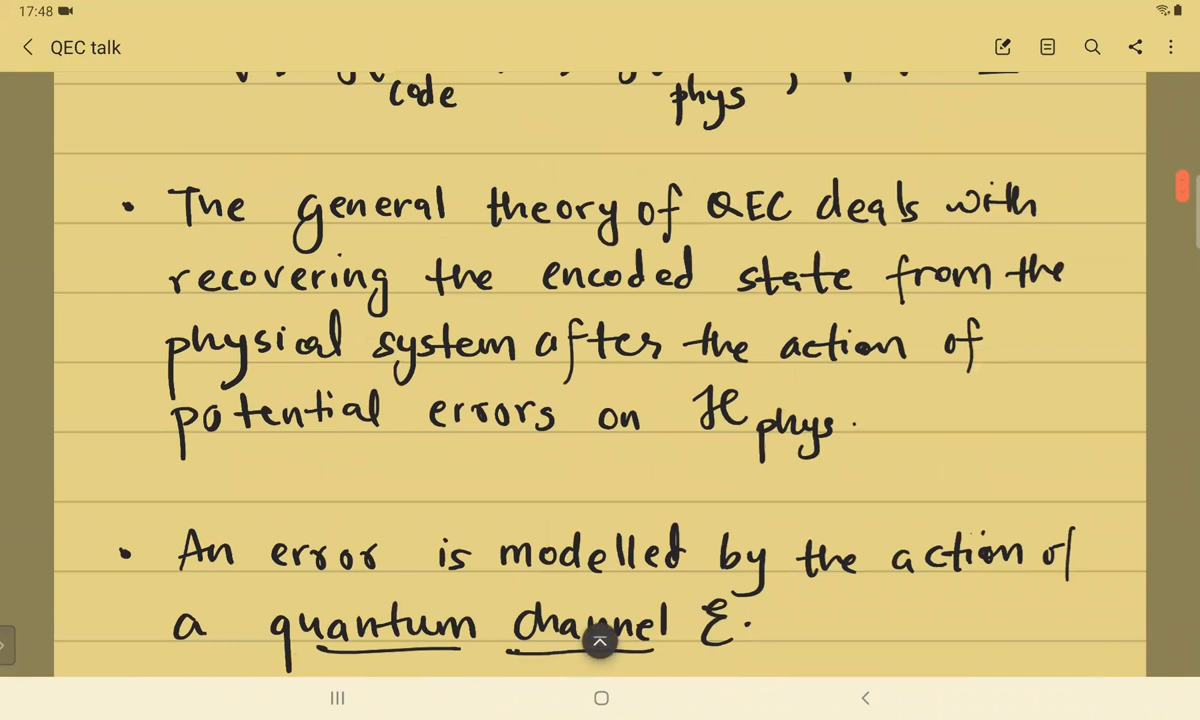 17:48
QEC talk
code phys ,
• The general theory of QEC deals with
recovering the encoded state from the
physical system after the action of
potential errors on ℋ phys.
• An error is modelled by the action of
a quantum channel ℰ.